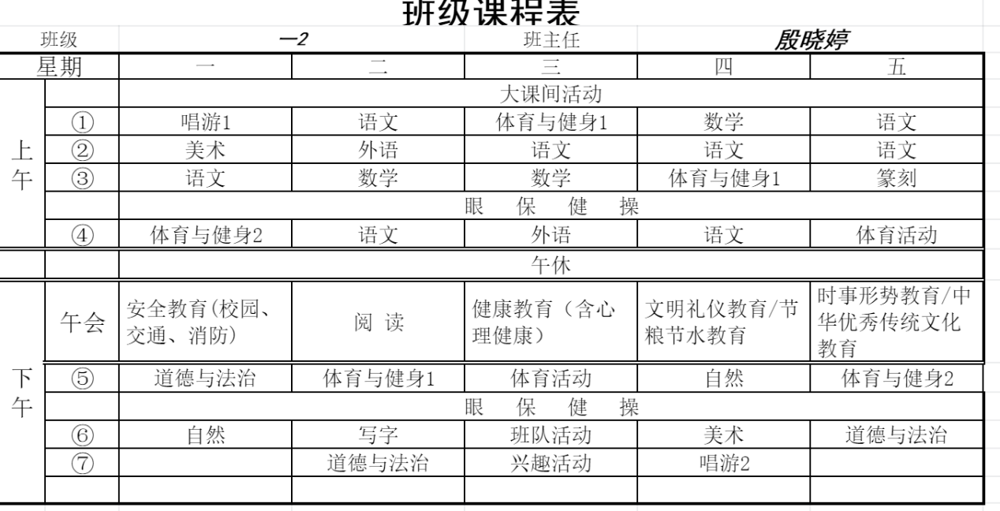 班级课程表
班级 一2 班主任 殷晓婷
星期 一 二 三 四 五
大课间活动
上午
① 唱游1 语文 体育与健身1 数学 语文
② 美术 外语 语文 语文 语文
③ 语文 数学 数学 体育与健身1 篆刻
眼 保 健 操
④ 体育与健身2 语文 外语 语文 体育活动
午休
下午
午会 安全教育(校园、交通、消防) 阅 读 健康教育（含心理健康） 文明礼仪教育/节粮节水教育 时事形势教育/中华优秀传统文化教育
⑤ 道德与法治 体育与健身1 体育活动 自然 体育与健身2
眼 保 健 操
⑥ 自然 写字 班队活动 美术 道德与法治
⑦ 道德与法治 兴趣活动 唱游2